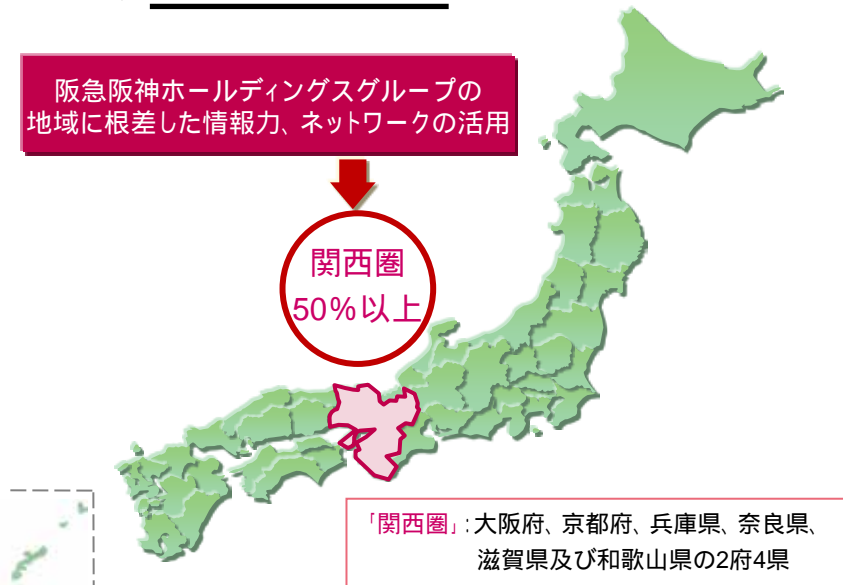 阪急阪神ホールディングスグループの
地域に根差した情報力、ネットワークの活用
関西圏
50%以上
「関西圏」:大阪府、京都府、兵庫県、奈良県、
滋賀県及び和歌山県の2府4県